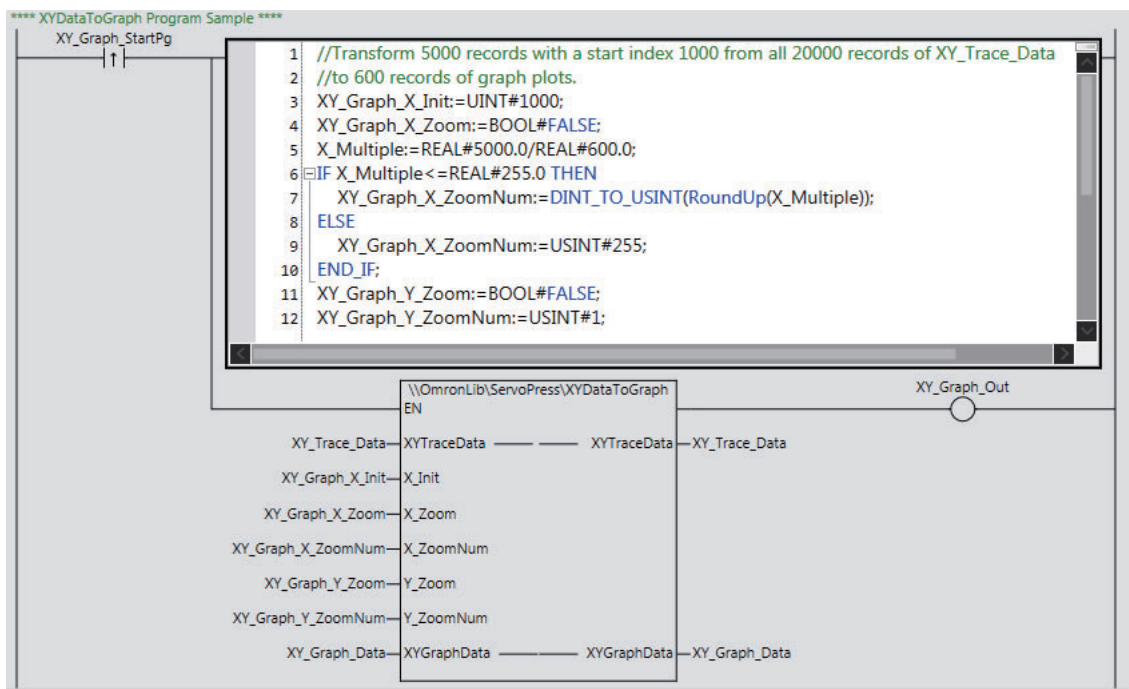 **** XYDataToGraph Program Sample ****
XY_Graph_StartPg
1 //Transform 5000 records with a start index 1000 from all 20000 records of XY_Trace_Data
2 //to 600 records of graph plots.
3 XY_Graph_X_Init:=UINT#1000;
4 XY_Graph_X_Zoom:=BOOL#FALSE;
5 X_Multiple:=REAL#5000.0/REAL#600.0;
6 IF X_Multiple<=REAL#255.0 THEN
7 XY_Graph_X_ZoomNum:=DINT_TO_USINT(RoundUp(X_Multiple));
8 ELSE
9 XY_Graph_X_ZoomNum:=USINT#255;
10 END_IF;
11 XY_Graph_Y_Zoom:=BOOL#FALSE;
12 XY_Graph_Y_ZoomNum:=USINT#1;
\\OmronLib\ServoPress\XYDataToGraph XY_Graph_Out
EN
XY_Trace_Data XYTraceData XYTraceData XY_Trace_Data
XY_Graph_X_Init X_Init
XY_Graph_X_Zoom X_Zoom
XY_Graph_X_ZoomNum X_ZoomNum
XY_Graph_Y_Zoom Y_Zoom
XY_Graph_Y_ZoomNum Y_ZoomNum
XY_Graph_Data XYGraphData XYGraphData XY_Graph_Data